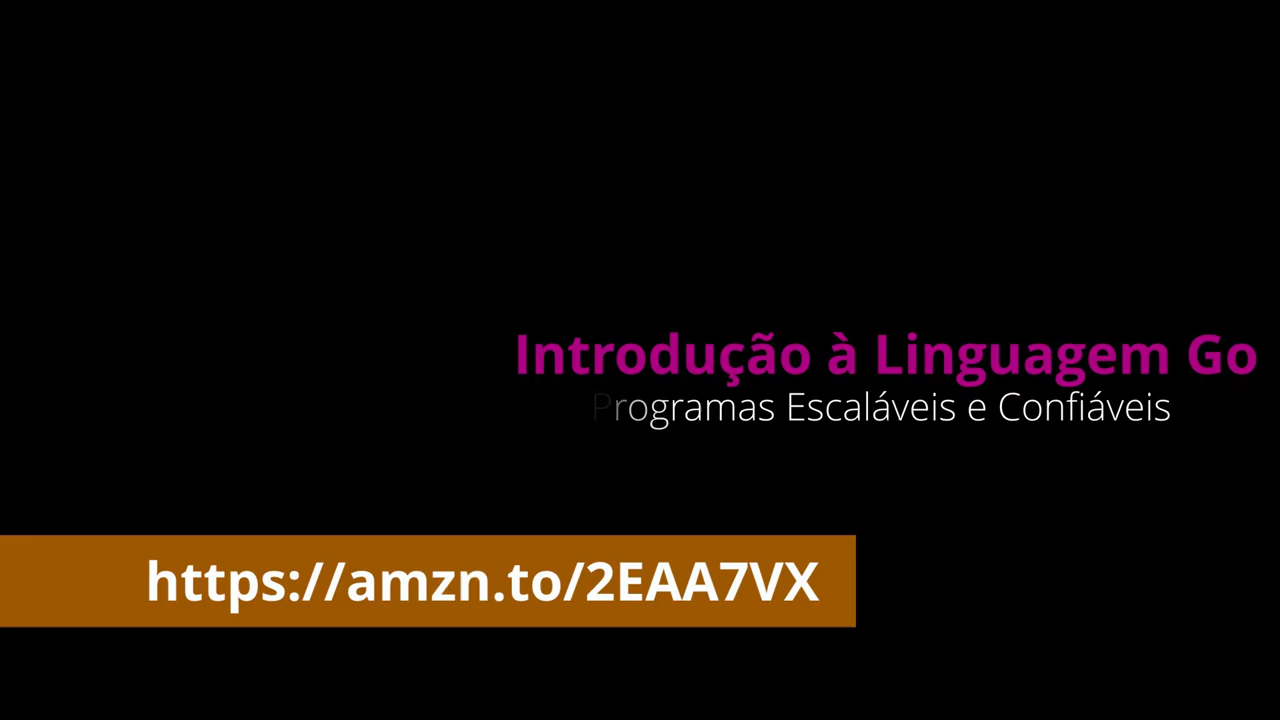 Introdução à Linguagem Go
Programas Escaláveis e Confiáveis
https://amzn.to/2EAA7VX